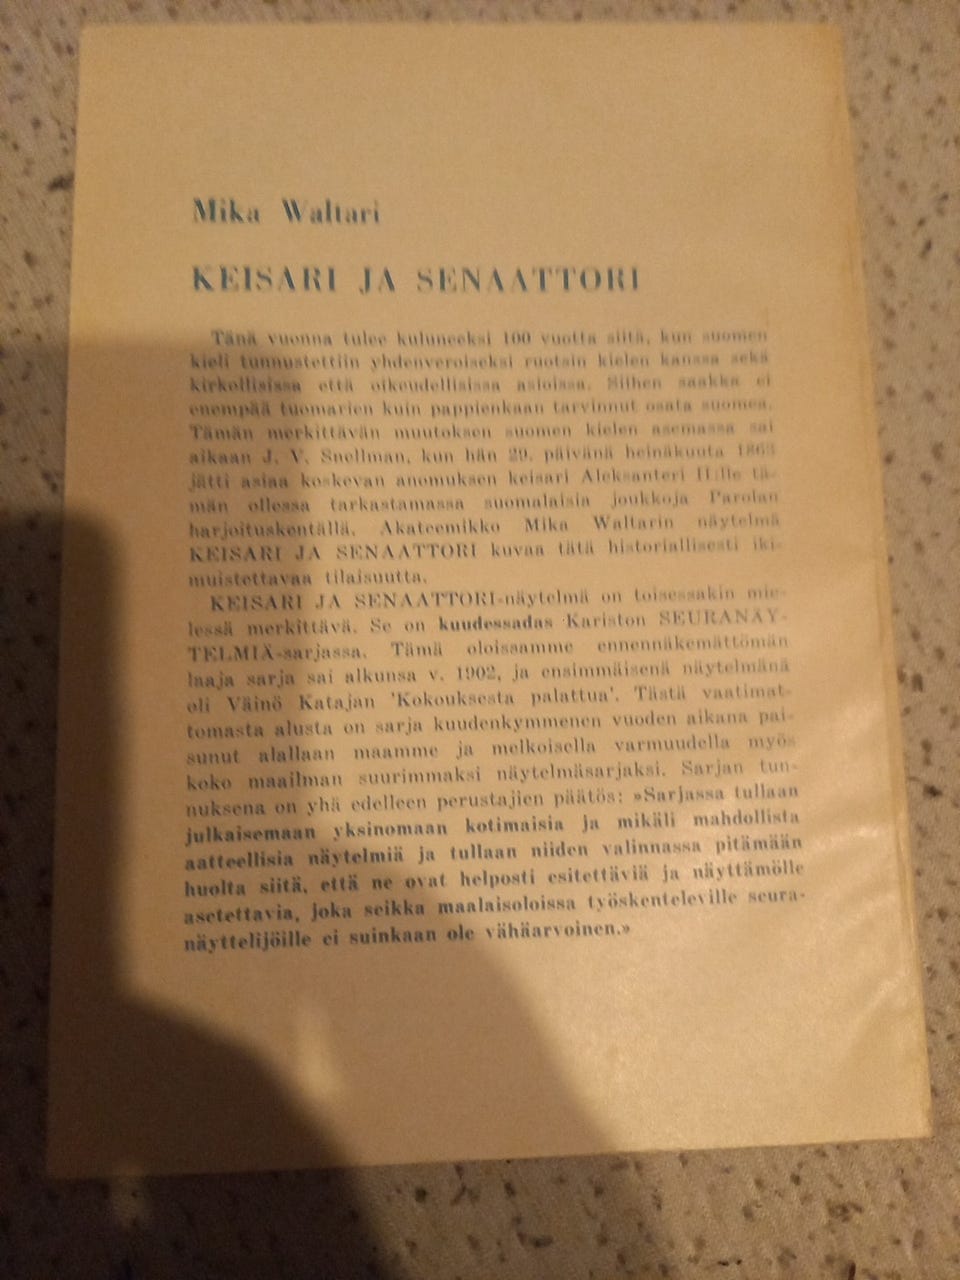 Mika Waltari
KEISARI JA SENAATTORI
Tänä vuonna tulee kuluneeksi 100 vuotta siitä, kun suomen
kieli tunnustettiin yhdenveroiseksi ruotsin kielen kanssa sekä
kirkollisissa että oikeudellisissa asioissa. Siihen saakka ei
enempää tuomarien kuin pappienkaan tarvinnut osata suomea.
Tämän merkittävän muutoksen suomen kielen asemassa sai
aikaan J. V. Snellman, kun hän 29. päivänä heinäkuuta 1863
jätti asiaa koskevan anomuksen keisari Aleksanteri II:lle tä-
män ollessa tarkastamassa suomalaisia joukkoja Parolan
harjoituskentällä. Akateemikko Mika Waltarin näytelmä
KEISARI JA SENAATTORI kuvaa tätä historiallisesti iki-
muistettavaa tilaisuutta.
KEISARI JA SENAATTORI-näytelmä on toisessakin mie-
lessä merkittävä. Se on kuudessadas Kariston SEURANÄY-
TELMIÄ-sarjassa. Tämä oloissamme ennennäkemättömän
laaja sarja sai alkunsa v. 1902, ja ensimmäisenä näytelmänä
oli Väinö Katajan 'Kokouksesta palattua'. Tästä vaatimat-
tomasta alusta on sarja kuudenkymmenen vuoden aikana pai-
sunut alallaan maamme ja melkoisella varmuudella myös
koko maailman suurimmaksi näytelmäsarjaksi. Sarjan tun-
nuksena on yhä edelleen perustajien päätös: »Sarjassa tullaan
julkaisemaan yksinomaan kotimaisia ja mikäli mahdollista
aatteellisia näytelmiä ja tullaan niiden valinnassa pitämään
huolta siitä, että ne ovat helposti esitettäviä ja näyttämölle
asetettavia, joka seikka maalaisoloissa työskenteleville seura-
näyttelijöille ei suinkaan ole vähäarvoinen.»